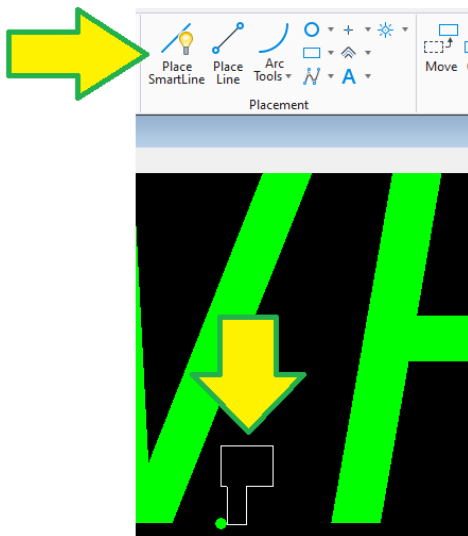 Place SmartLine
Place Line
Arc Tools
A
Move
Placement